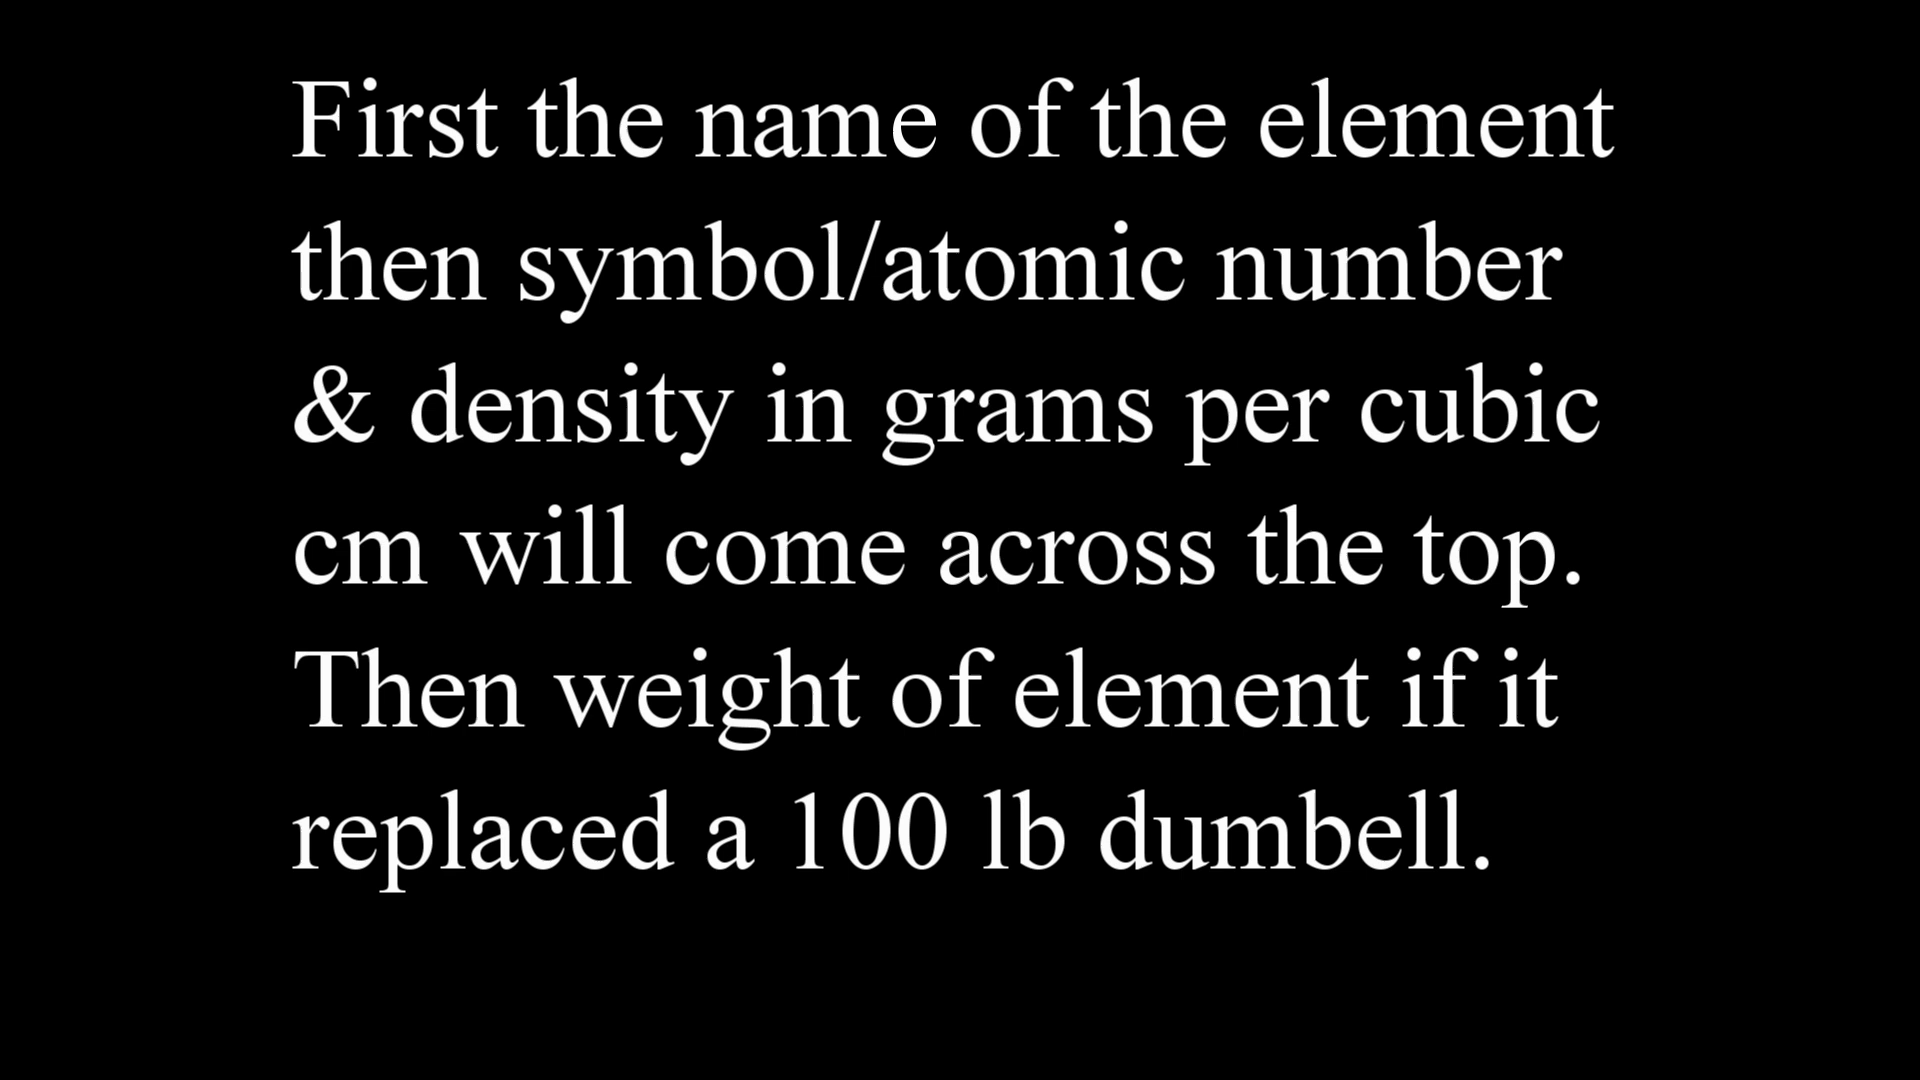 First the name of the element
then symbol/atomic number
& density in grams per cubic
cm will come across the top.
Then weight of element if it
replaced a 100 lb dumbell.